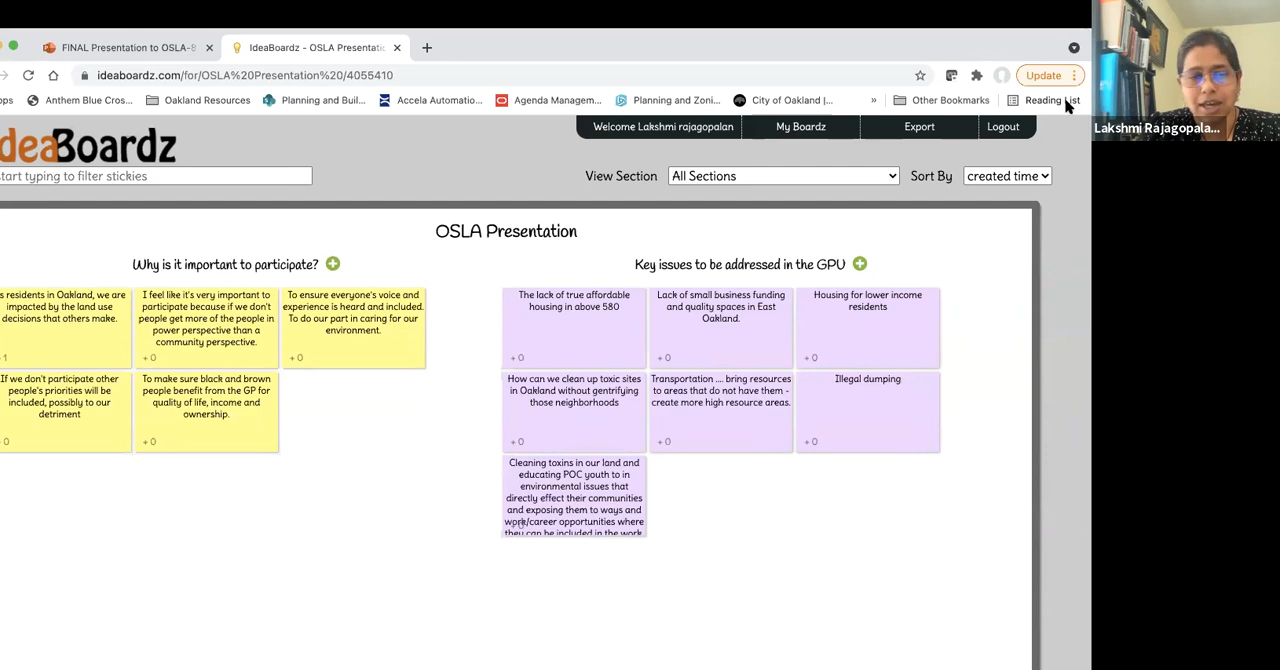 FINAL Presentation to OSLA-8
IdeaBoardz - OSLA Presentatic
ideaboardz.com/for/OSLA%20Presentation%20/4055410
Update
Anthem Blue Cros...
Oakland Resources
Planning and Buil...
Accela Automatio...
Agenda Managem...
Planning and Zoni...
City of Oakland |...
»
Other Bookmarks
Reading List
Lakshmi Rajagopala...
deaBoardz
Welcome Lakshmi rajagopalan
My Boardz
Export
Logout
start typing to filter stickies
View Section
All Sections
Sort By
created time
OSLA Presentation
Why is it important to participate?
s residents in Oakland, we are
impacted by the land use
decisions that others make.
+ 1
I feel like it's very important to
participate because if we don't
people get more of the people in
power perspective than a
community perspective.
+ 0
To ensure everyone's voice and
experience is heard and included.
To do our part in caring for our
environment.
+ 0
If we don't participate other
people's priorities will be
included, possibly to our
detriment
+ 0
To make sure black and brown
people benefit from the GP for
quality of life, income and
ownership.
+ 0
Key issues to be addressed in the GPU
The lack of true affordable
housing in above 580
+ 0
Lack of small business funding
and quality spaces in East
Oakland.
+ 0
Housing for lower income
residents
+ 0
How can we clean up toxic sites
in Oakland without gentrifying
those neighborhoods
+ 0
Transportation .... bring resources
to areas that do not have them -
create more high resource areas.
+ 0
Illegal dumping
+ 0
Cleaning toxins in our land and
educating POC youth to in
environmental issues that
directly effect their communities
and exposing them to ways and
work/career opportunities where
they can be included in the work